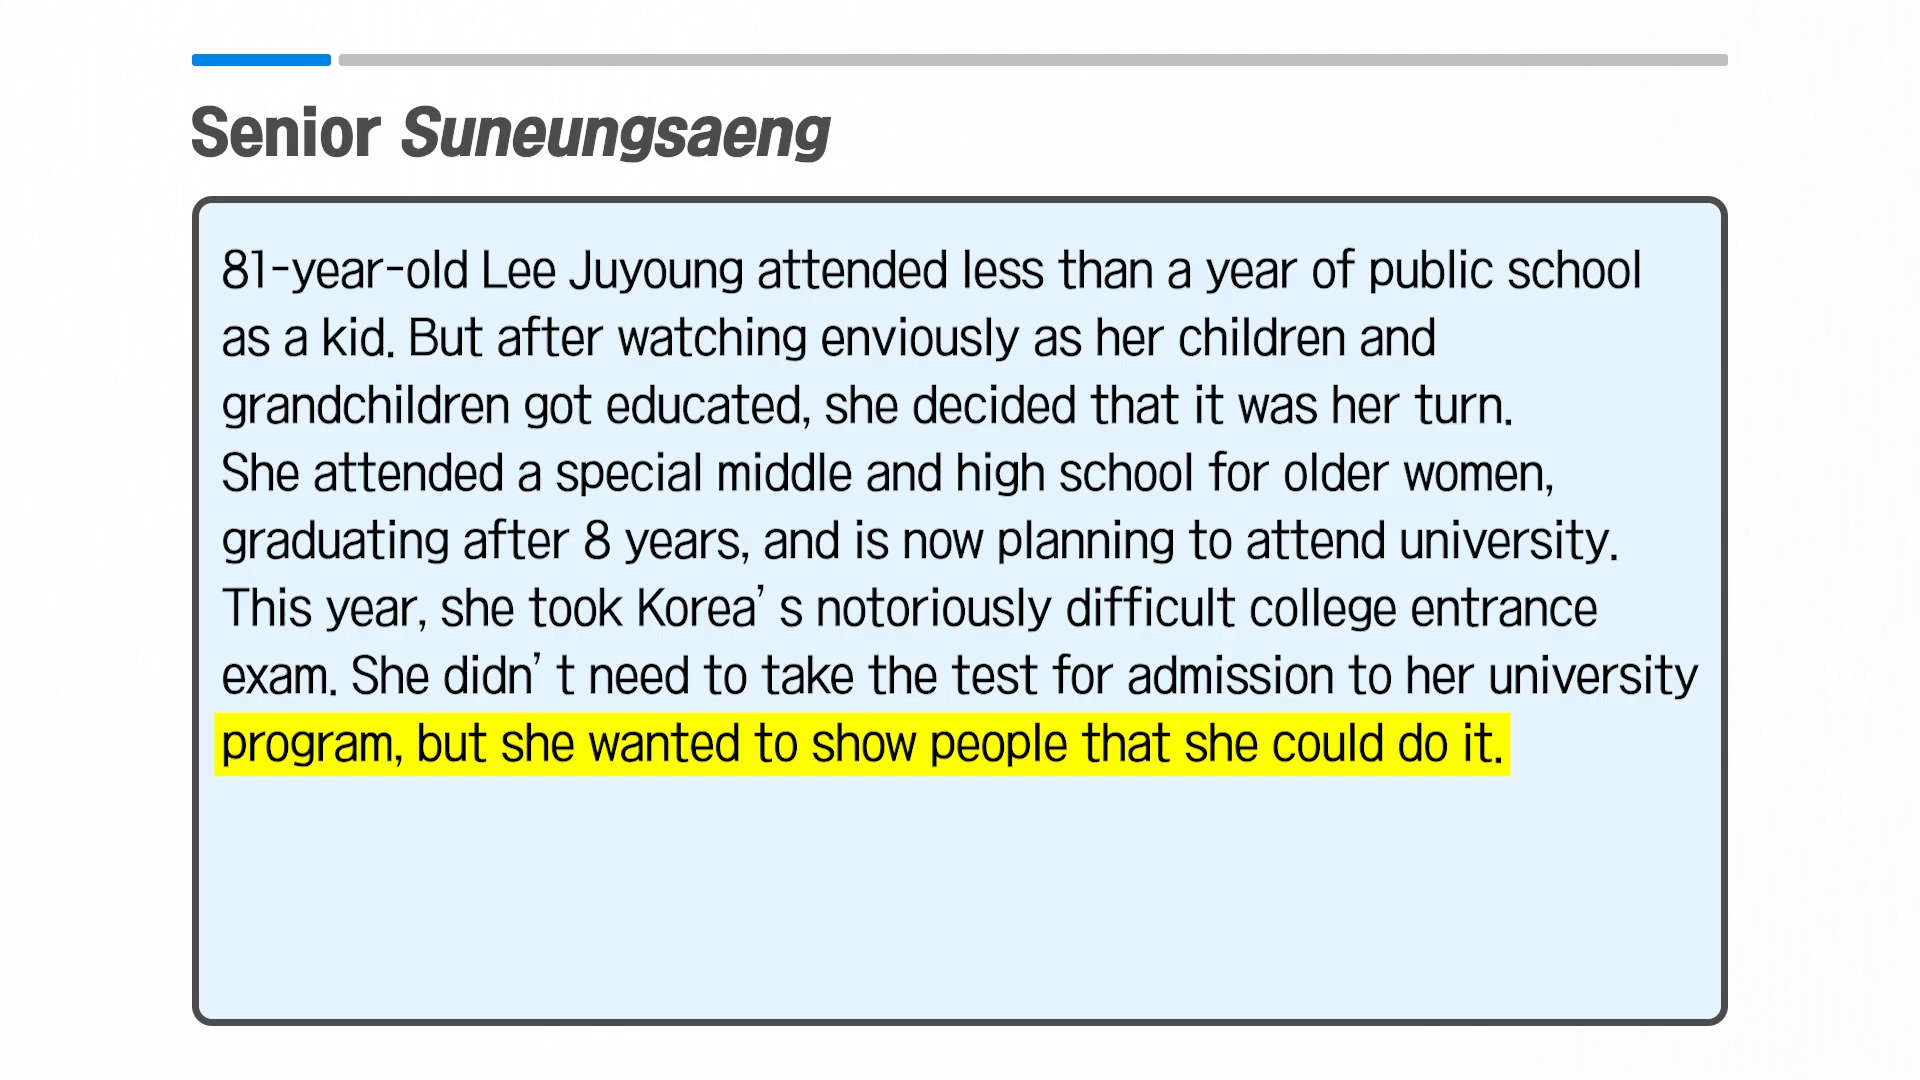 Senior Suneungsaeng
81-year-old Lee Juyoung attended less than a year of public school
as a kid. But after watching enviously as her children and
grandchildren got educated, she decided that it was her turn.
She attended a special middle and high school for older women,
graduating after 8 years, and is now planning to attend university.
This year, she took Korea’s notoriously difficult college entrance
exam. She didn’t need to take the test for admission to her university
program, but she wanted to show people that she could do it.